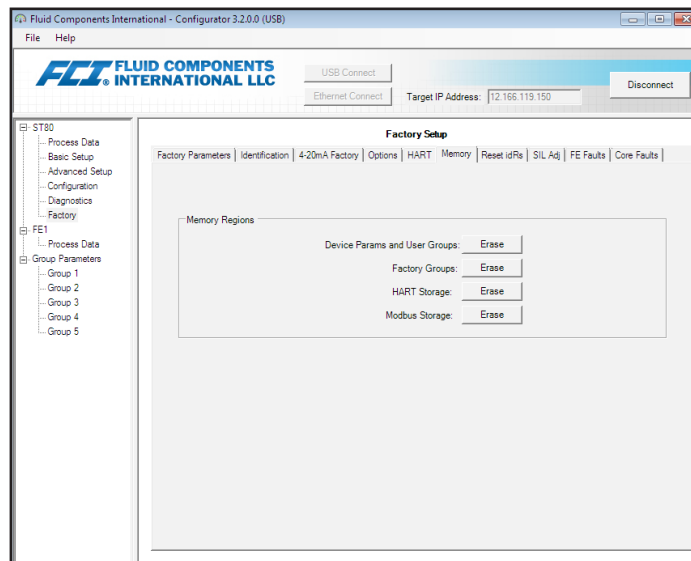 Fluid Components International - Configurator 3.2.0.0 (USB)
File Help
FCI FLUID COMPONENTS
® INTERNATIONAL LLC
USB Connect
Ethernet Connect
Target IP Address: 12.166.119.150
Disconnect
ST80
Process Data
Basic Setup
Advanced Setup
Configuration
Diagnostics
Factory
FE1
Process Data
Group Parameters
Group 1
Group 2
Group 3
Group 4
Group 5
Factory Setup
Factory Parameters Identification 4-20mA Factory Options HART Memory Reset idRs SIL Adj FE Faults Core Faults
Memory Regions
Device Params and User Groups: Erase
Factory Groups: Erase
HART Storage: Erase
Modbus Storage: Erase